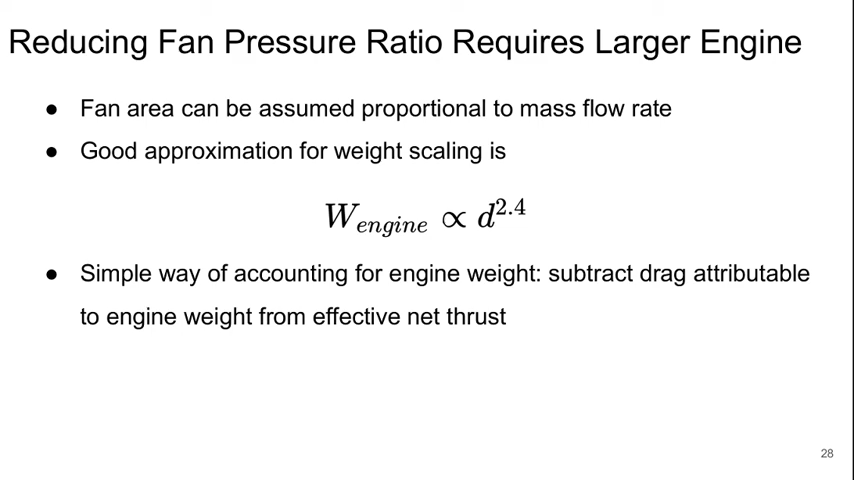 Reducing Fan Pressure Ratio Requires Larger Engine
● Fan area can be assumed proportional to mass flow rate
● Good approximation for weight scaling is
W_{engine} ∝ d^{2.4}
● Simple way of accounting for engine weight: subtract drag attributable
to engine weight from effective net thrust
28